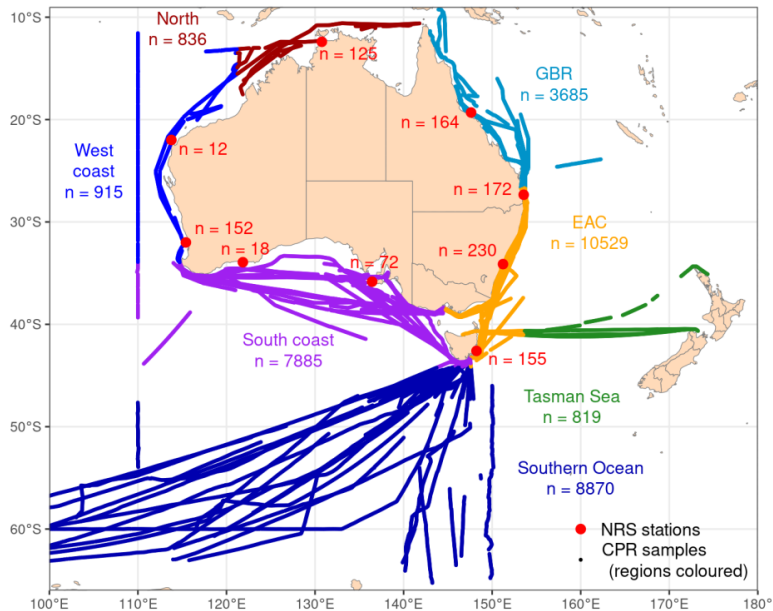 10°S
20°S
30°S
40°S
50°S
60°S
North
n = 836
n = 125
GBR
n = 3685
n = 164
n = 12
West
coast
n = 915
n = 172
n = 152
n = 18
n = 72
n = 230
EAC
n = 10529
South coast
n = 7885
n = 155
Tasman Sea
n = 819
Southern Ocean
n = 8870
NRS stations
CPR samples
(regions coloured)
100°E
110°E
120°E
130°E
140°E
150°E
160°E
170°E
180°